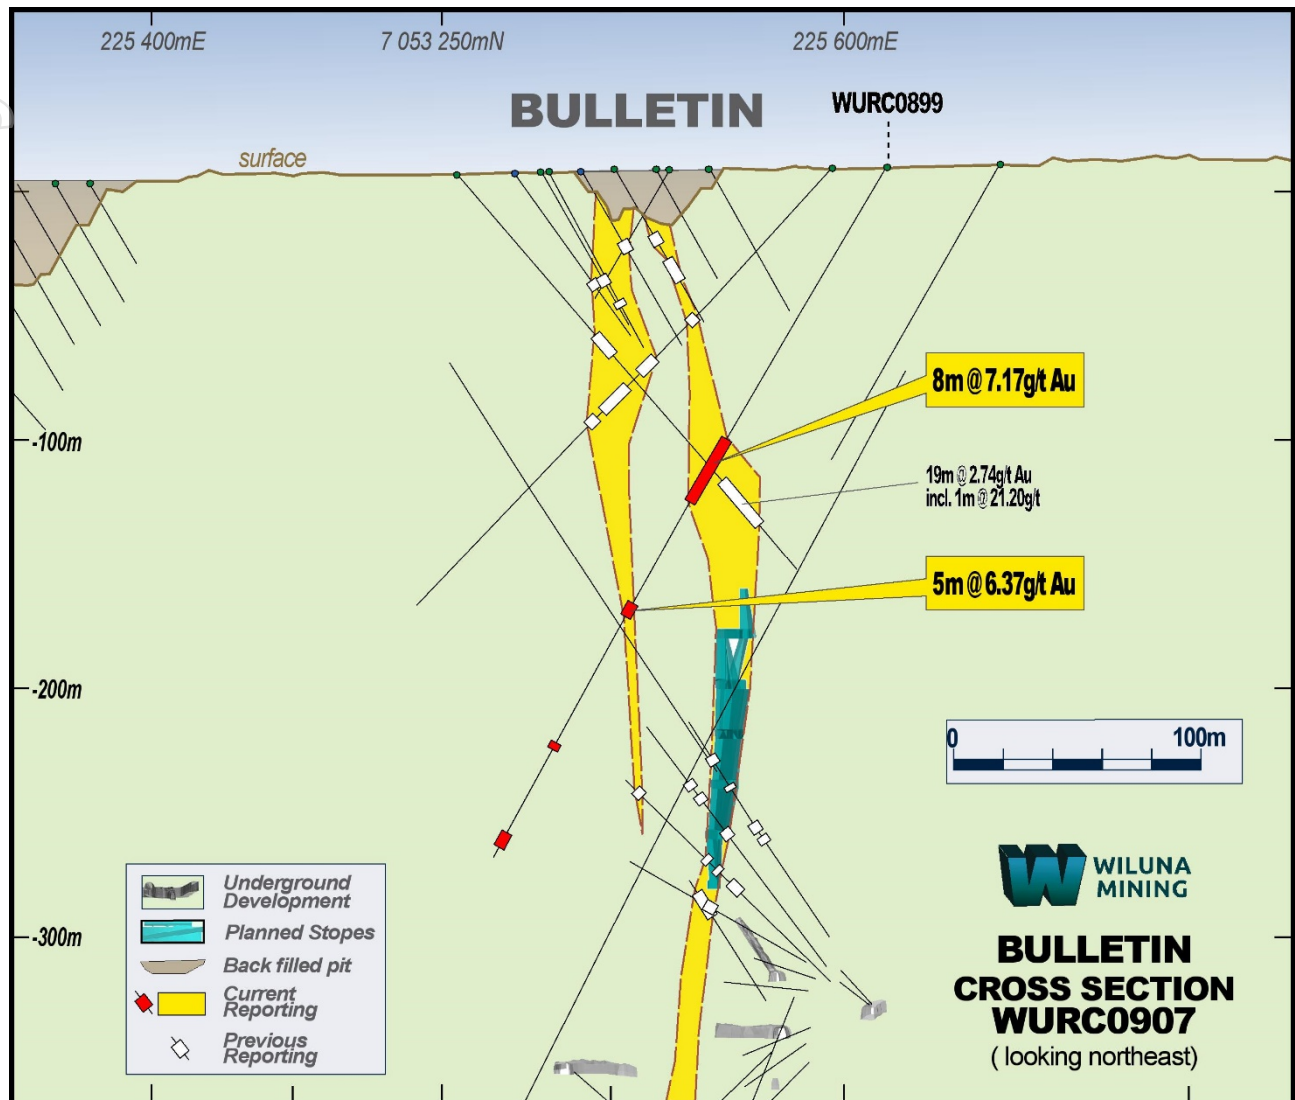 225 400mE
7 053 250mN
225 600mE
BULLETIN
WURC0899
surface
8m @ 7.17g/t Au
-100m
19m @ 2.74g/t Au
incl. 1m @ 21.20g/t
5m @ 6.37g/t Au
-200m
0
100m
Underground
Development
Planned Stopes
Back filled pit
Current
Reporting
Previous
Reporting
-300m
WILUNA
MINING
BULLETIN
CROSS SECTION
WURC0907
( looking northeast)